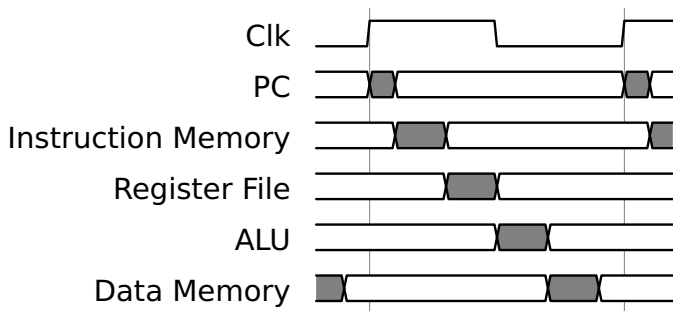 Clk
PC
Instruction Memory
Register File
ALU
Data Memory